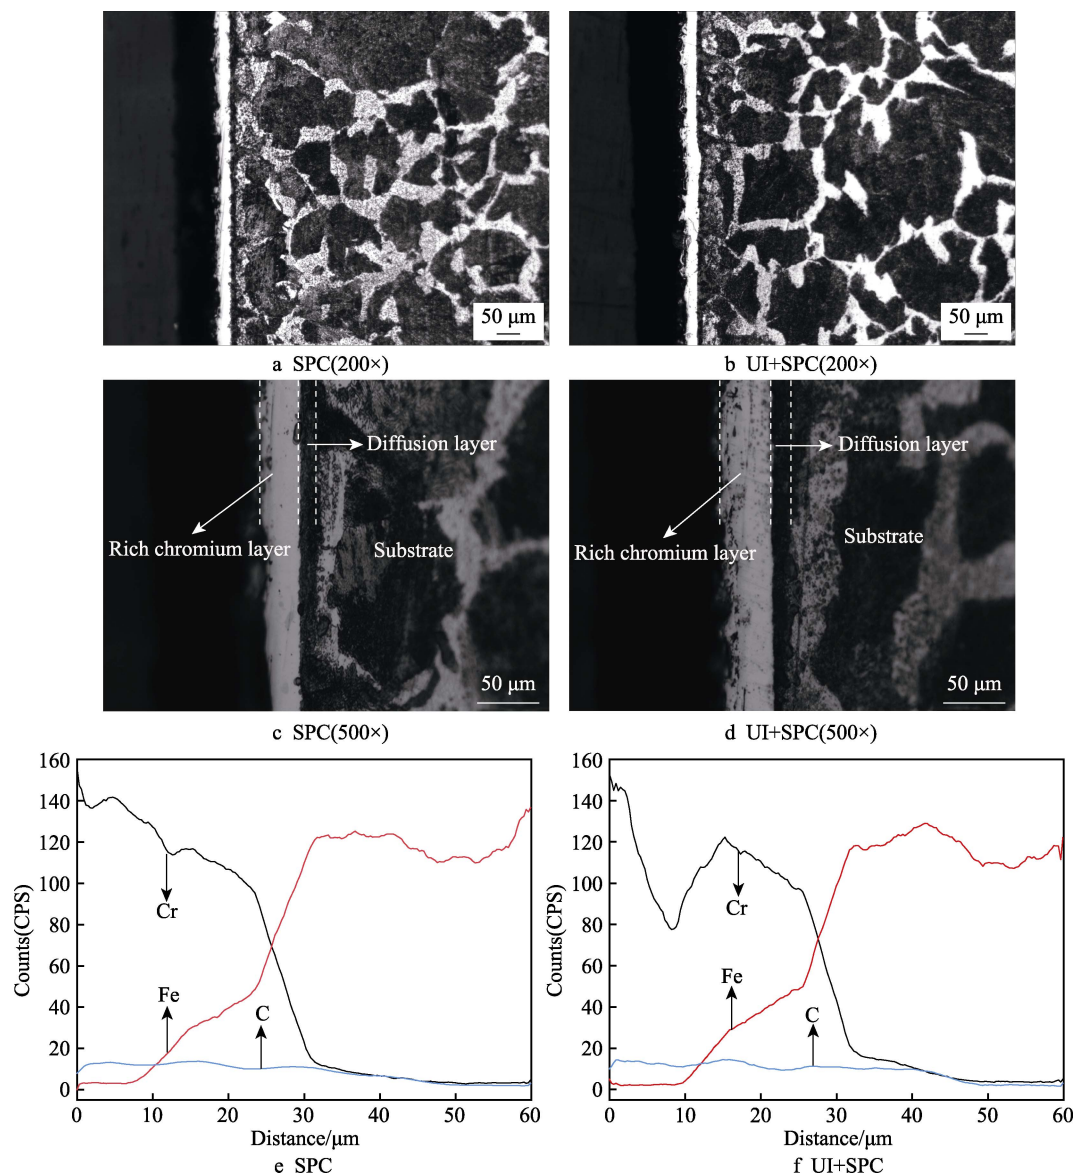 50 μm
50 μm
a SPC(200×)
b UI+SPC(200×)
Diffusion layer
Rich chromium layer
Substrate
50 μm
Diffusion layer
Rich chromium layer
Substrate
50 μm
c SPC(500×)
d UI+SPC(500×)
160
140
120
100
80
60
40
20
0
Counts(CPS)
Cr
Fe
C
0
10
20
30
40
50
60
Distance/μm
e SPC
160
140
120
100
80
60
40
20
0
Counts(CPS)
Cr
Fe
C
0
10
20
30
40
50
60
Distance/μm
f UI+SPC